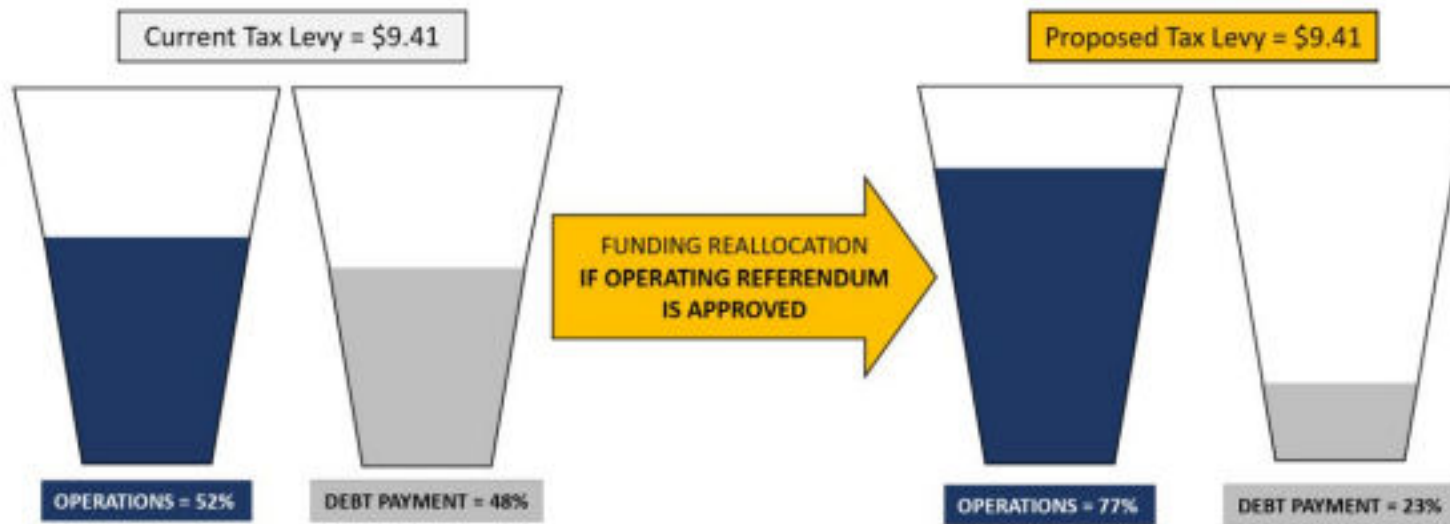 Current Tax Levy = $9.41
Proposed Tax Levy = $9.41
FUNDING REALLOCATION
IF OPERATING REFERENDUM
IS APPROVED
OPERATIONS = 52%
DEBT PAYMENT = 48%
OPERATIONS = 77%
DEBT PAYMENT = 23%